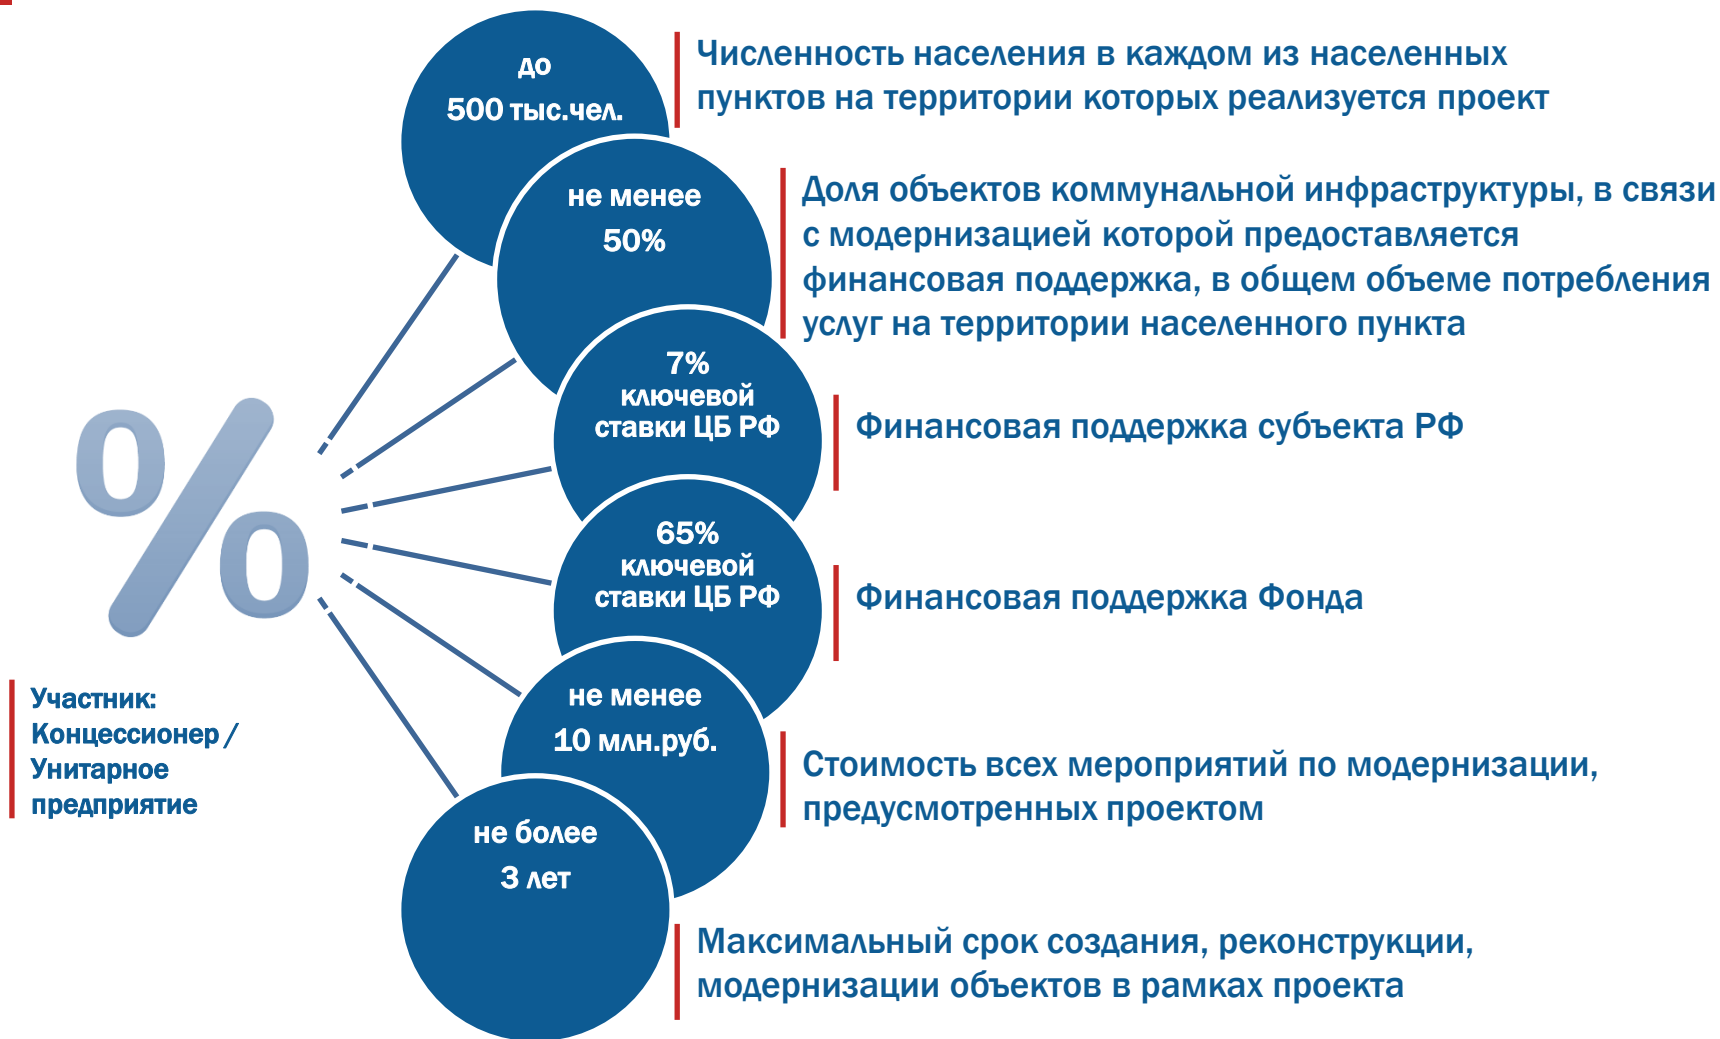 до
500 тыс.чел.
Численность населения в каждом из населенных
пунктов на территории которых реализуется проект
не менее
50%
Доля объектов коммунальной инфраструктуры, в связи
с модернизацией которой предоставляется
финансовая поддержка, в общем объеме потребления
услуг на территории населенного пункта
7%
ключевой
ставки ЦБ РФ
Финансовая поддержка субъекта РФ
65%
ключевой
ставки ЦБ РФ
Финансовая поддержка Фонда
%
Участник:
Концессионер /
Унитарное
предприятие
не менее
10 млн.руб.
Стоимость всех мероприятий по модернизации,
предусмотренных проектом
не более
3 лет
Максимальный срок создания, реконструкции,
модернизации объектов в рамках проекта